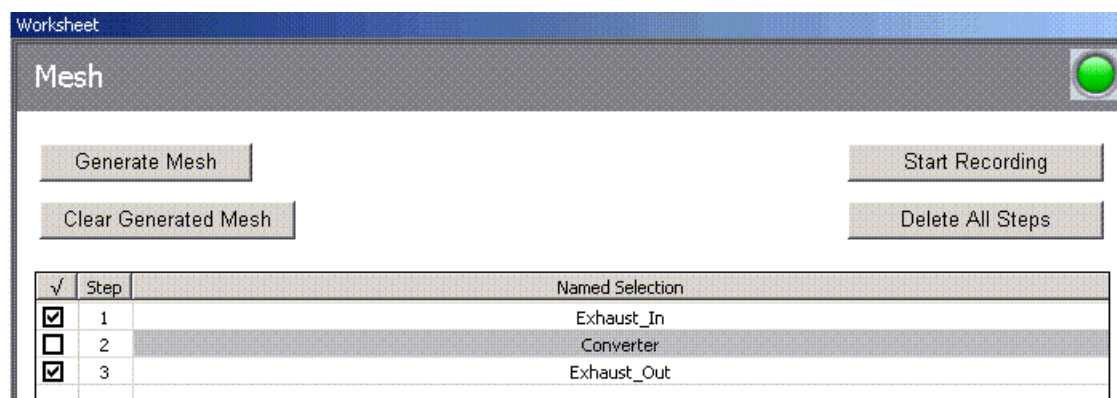 Worksheet
Mesh
Generate Mesh
Start Recording
Clear Generated Mesh
Delete All Steps
√ Step Named Selection
1 Exhaust_In
2 Converter
3 Exhaust_Out